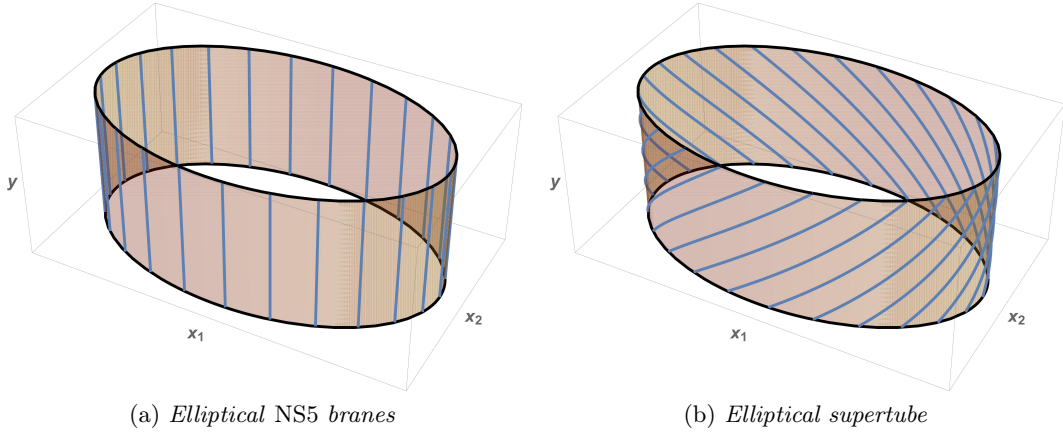 y
x₁
x₂
y
x₁
x₂
(a) Elliptical NS5 branes
(b) Elliptical supertube